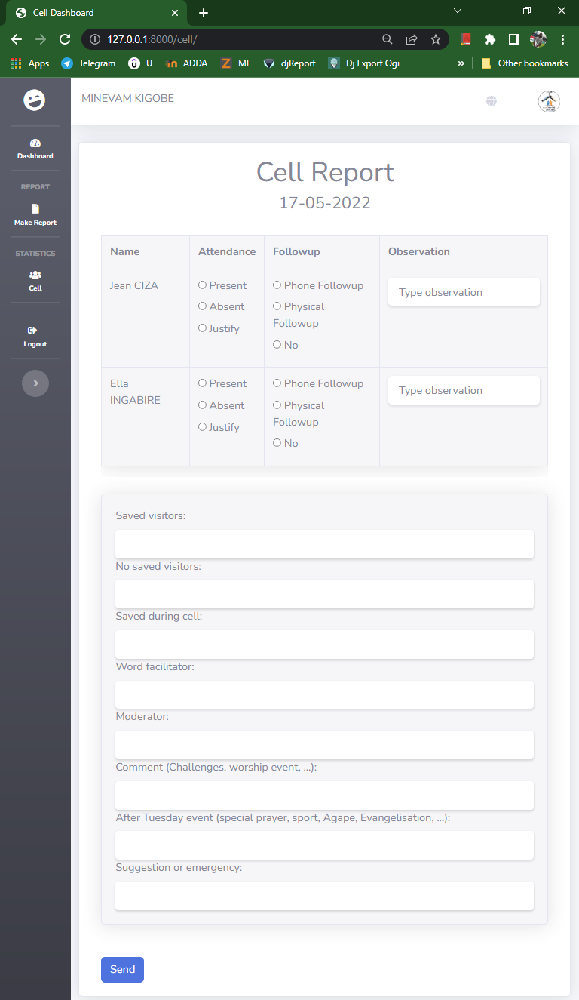 Cell Dashboard
127.0.0.1:8000/cell/
Apps Telegram U ADDA ML djReport Dj Export Ogi » Other bookmarks
MINEVAM KIGOBE
Dashboard
REPORT
Make Report
STATISTICS
Cell
Logout
Cell Report
17-05-2022
Name Attendance Followup Observation
Jean CIZA Present Phone Followup Type observation
Absent Physical
Followup
Justify
No
Ella Present Phone Followup Type observation
INGABIRE Absent Physical
Followup
Justify
No
Saved visitors:
No saved visitors:
Saved during cell:
Word facilitator:
Moderator:
Comment (Challenges, worship event, ...):
After Tuesday event (special prayer, sport, Agape, Evangelisation, ...):
Suggestion or emergency:
Send